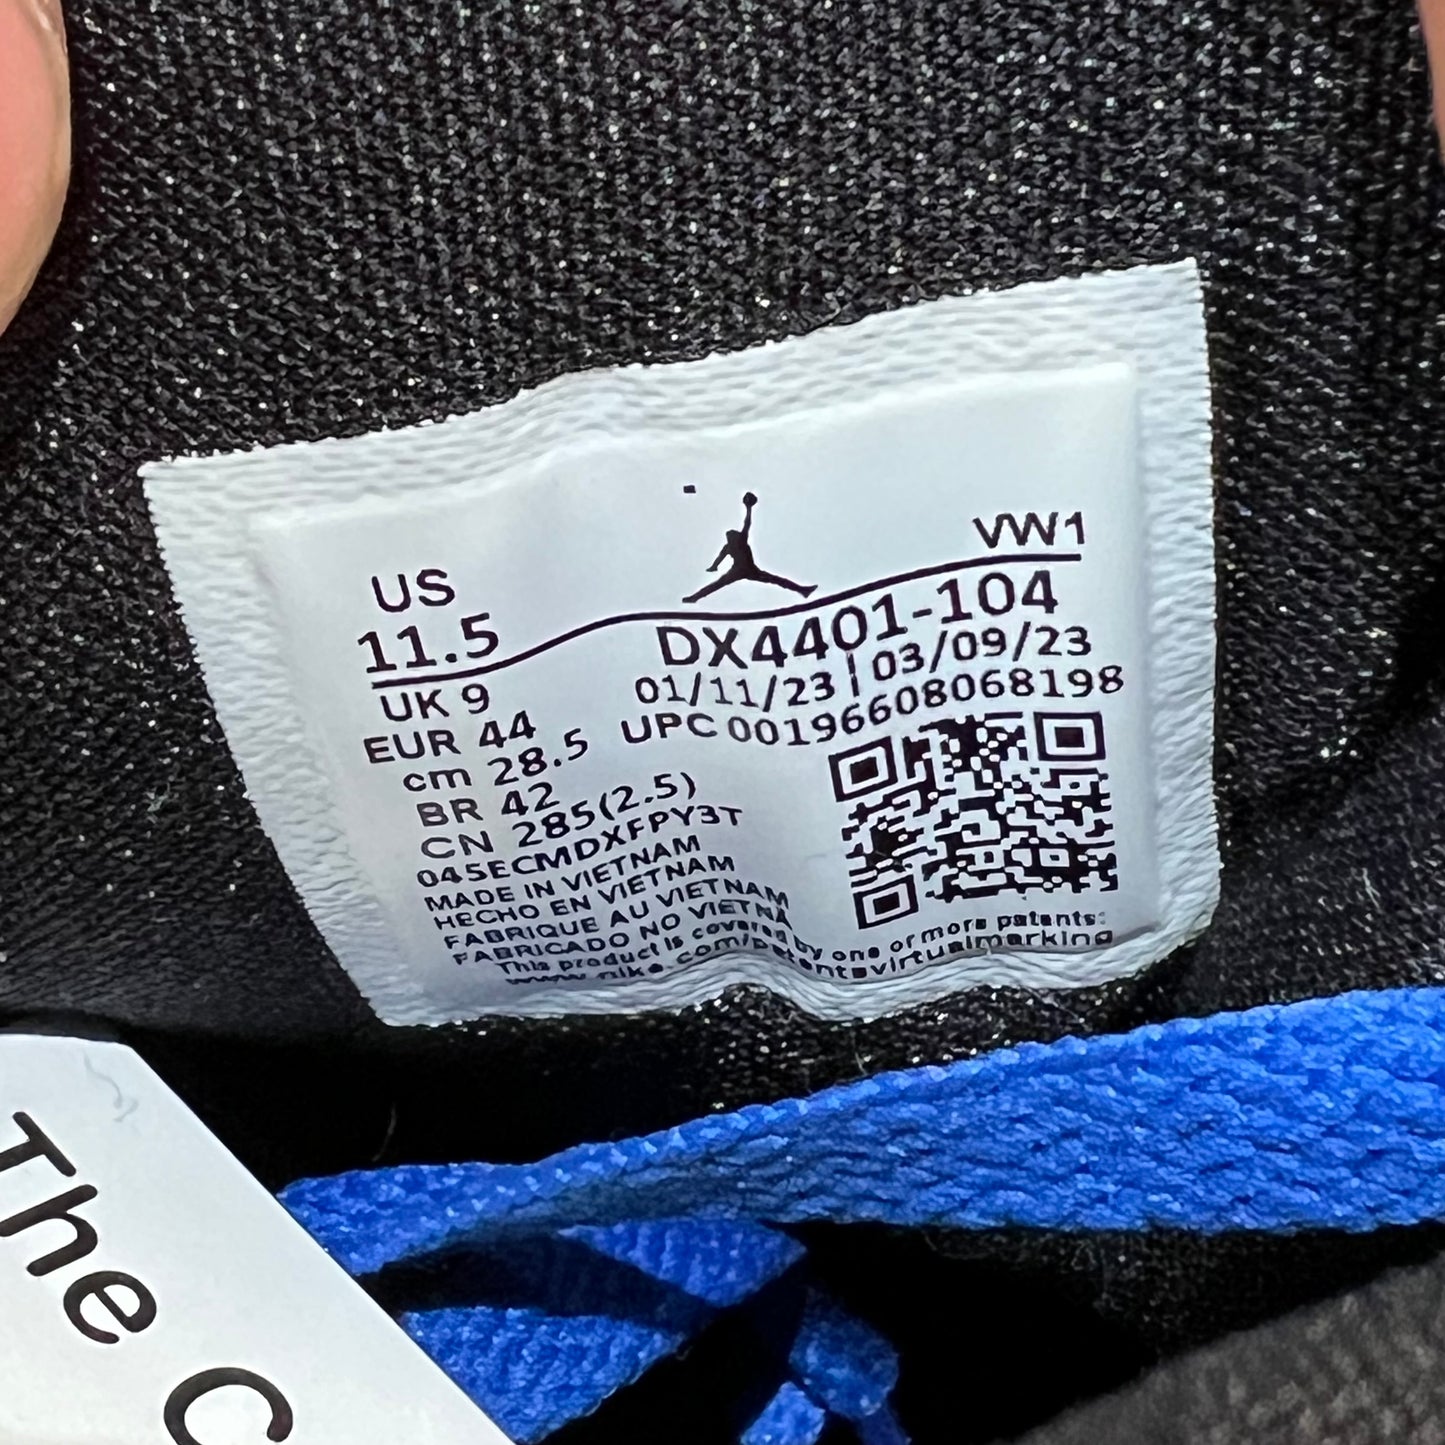 VW1
US
11.5
DX4401-104
UK 9
01/11/23 | 03/09/23
EUR 44
UPC 00196608068198
cm 28.5
BR 42
CN 285(2.5)
045ECMDXFPY3T
MADE IN VIETNAM
HECHO EN VIETNAM
FABRIQUE AU VIETNAM
FABRICADO NO VIETNA
This product is covered by one or more patents:
www.nike.com/patentsvirtualmarking
The C